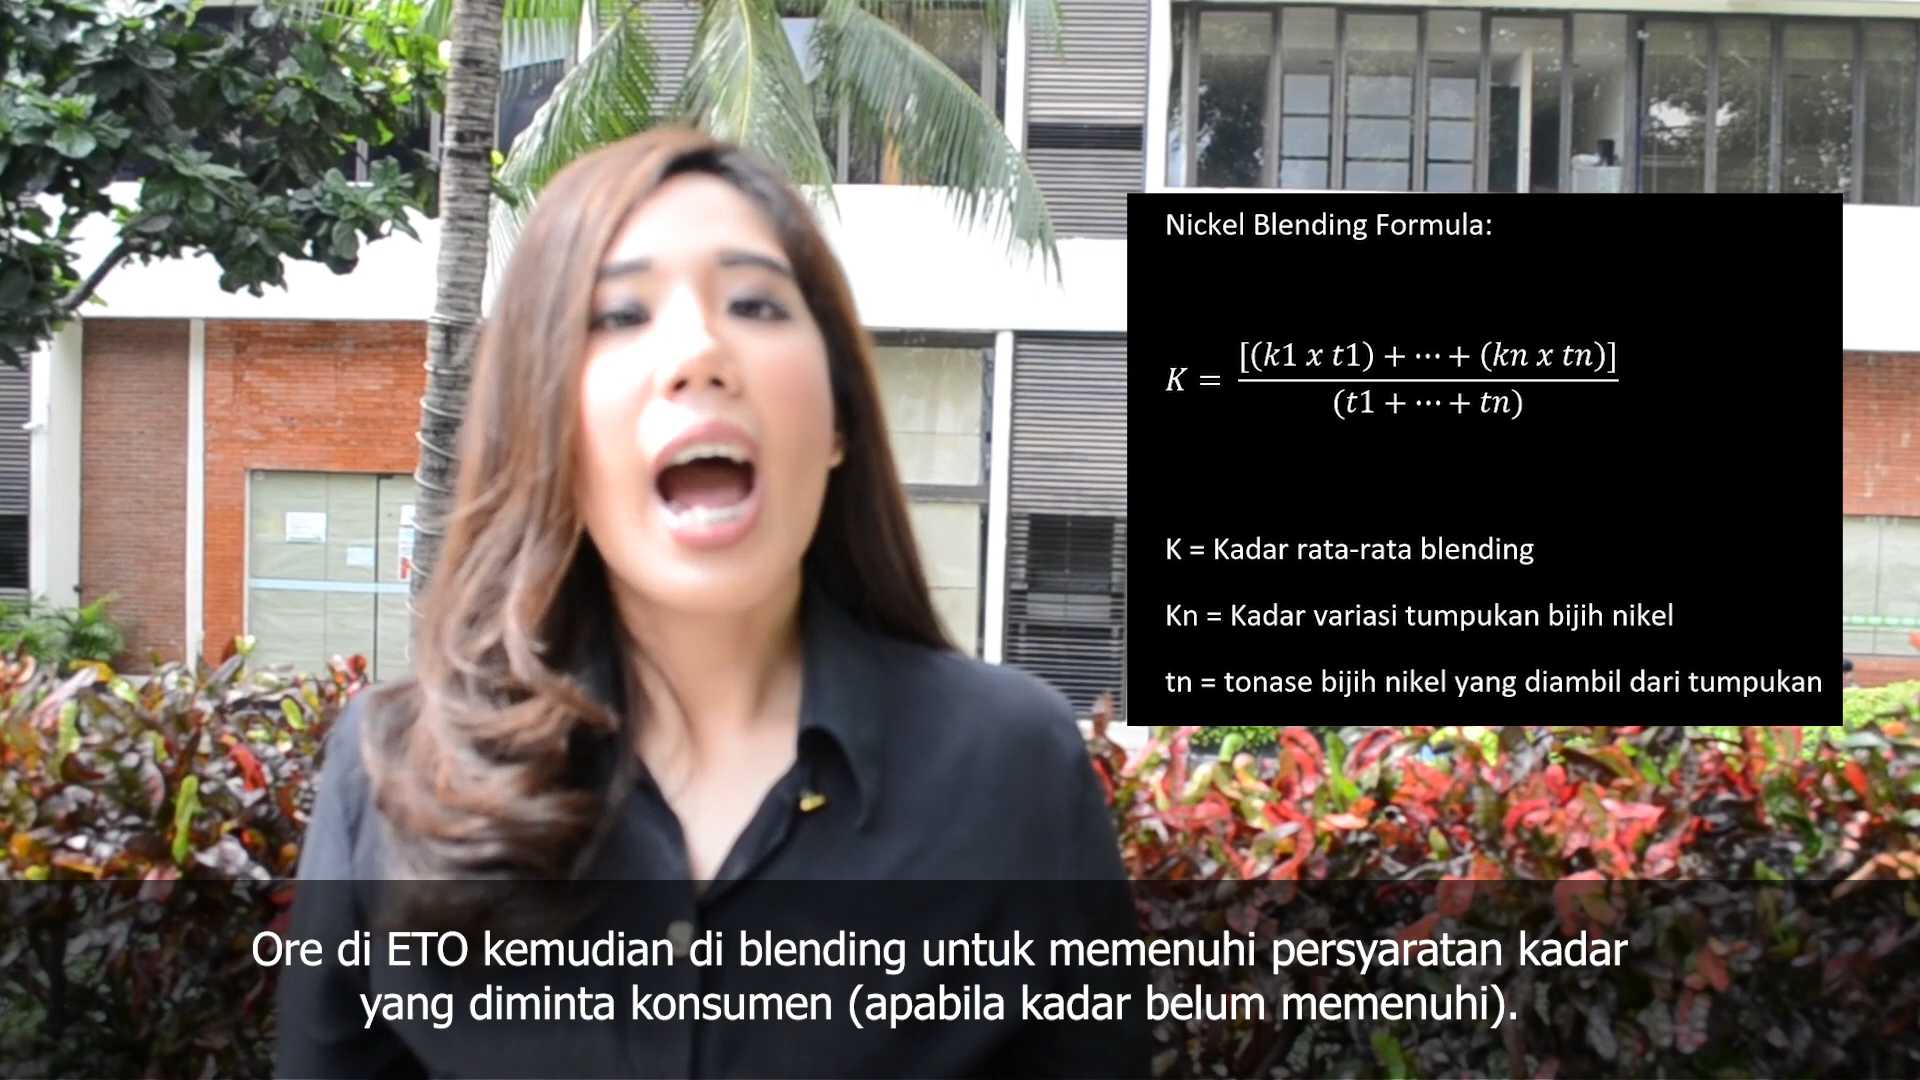 Nickel Blending Formula:
K = [(k1 x t1) + ⋯ + (kn x tn)] / (t1 + ⋯ + tn)
K = Kadar rata-rata blending
Kn = Kadar variasi tumpukan bijih nikel
tn = tonase bijih nikel yang diambil dari tumpukan
Ore di ETO kemudian di blending untuk memenuhi persyaratan kadar
yang diminta konsumen (apabila kadar belum memenuhi).